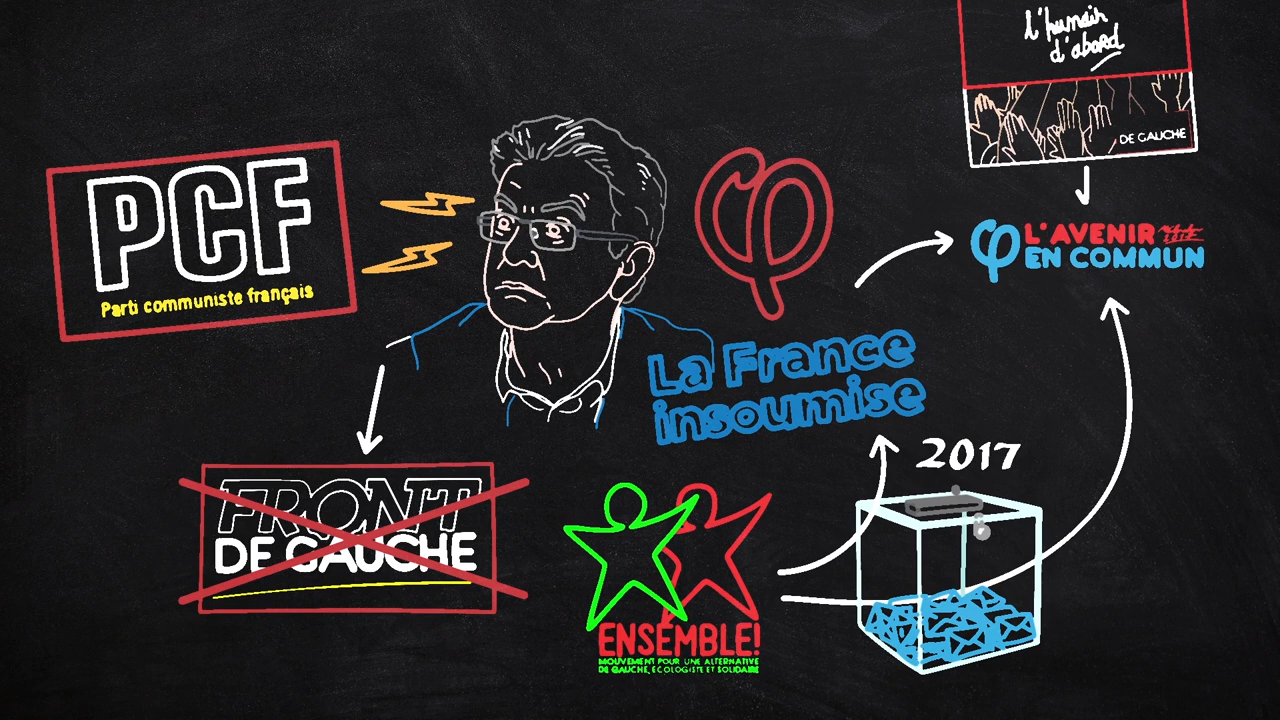 l'humain
d'abord
DE GAUCHE
PCF
Parti communiste français
L'AVENIR
EN COMMUN
La France
insoumise
2017
FRONT
DE GAUCHE
ENSEMBLE!
MOUVEMENT POUR UNE ALTERNATIVE
DE GAUCHE, ECOLOGISTE ET SOLIDAIRE